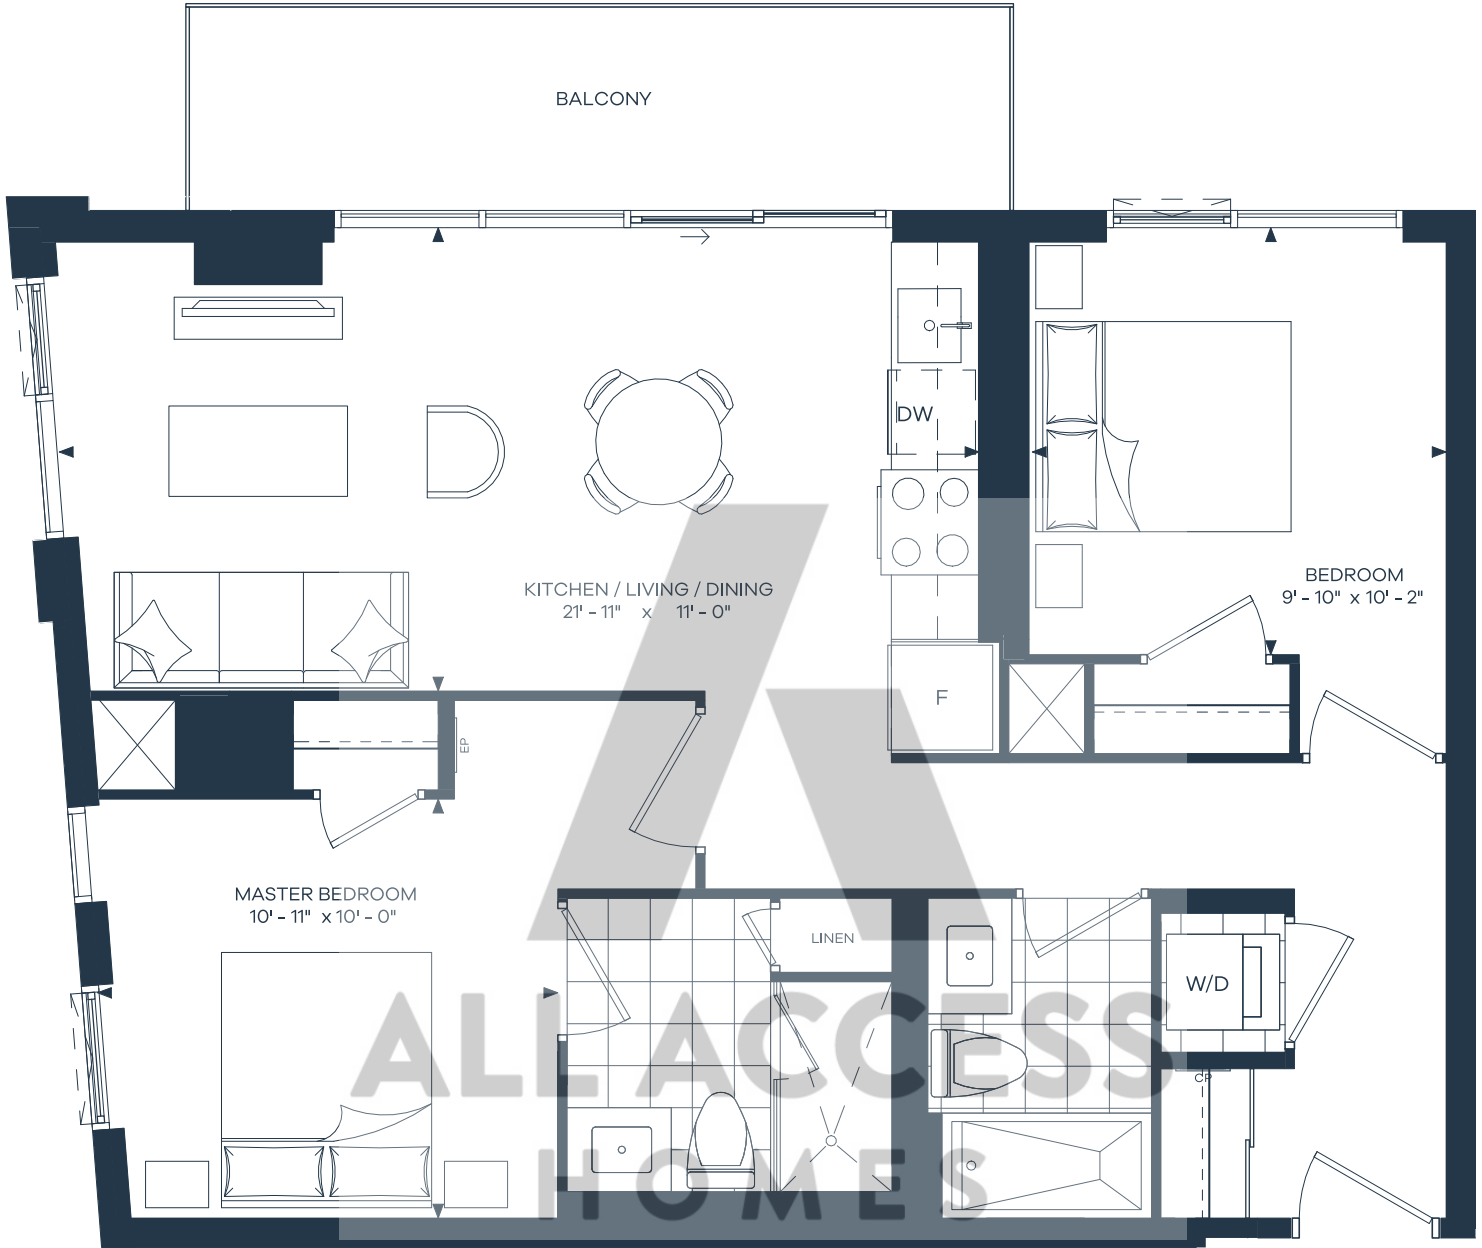 BALCONY
DW
KITCHEN / LIVING / DINING
21' - 11" x 11' - 0"
BEDROOM
9' - 10" x 10' - 2"
F
EP
MASTER BEDROOM
10' - 11" x 10' - 0"
LINEN
W/D
CP
ALL ACCESS
HOMES